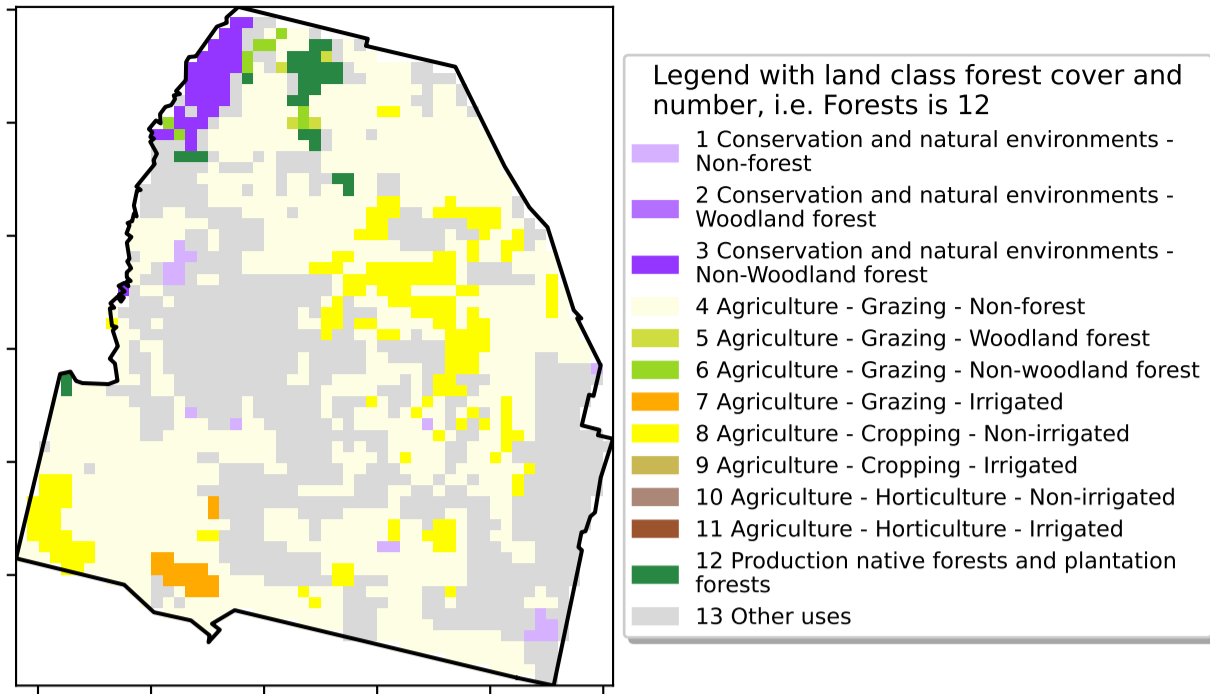 Legend with land class forest cover and
number, i.e. Forests is 12
1 Conservation and natural environments -
Non-forest
2 Conservation and natural environments -
Woodland forest
3 Conservation and natural environments -
Non-Woodland forest
4 Agriculture - Grazing - Non-forest
5 Agriculture - Grazing - Woodland forest
6 Agriculture - Grazing - Non-woodland forest
7 Agriculture - Grazing - Irrigated
8 Agriculture - Cropping - Non-irrigated
9 Agriculture - Cropping - Irrigated
10 Agriculture - Horticulture - Non-irrigated
11 Agriculture - Horticulture - Irrigated
12 Production native forests and plantation
forests
13 Other uses